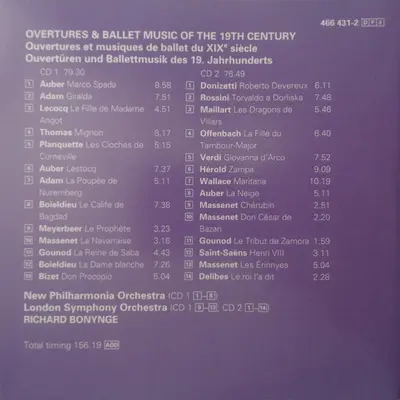 466 431-2 DF2
OVERTURES & BALLET MUSIC OF THE 19TH CENTURY
Ouvertures et musiques de ballet du XIXe siècle
Ouvertüren und Ballettmusik des 19. Jahrhunderts
CD 1 79.30
1 Auber Marco Spada 8.58
2 Adam Giralda 5.14
3 Lecocq La Fille de Madame Angot 3.51
4 Thomas Mignon 8.17
5 Planquette Les Cloches de Corneville 5.15
6 Auber Lestocq 7.37
7 Adam La Poupée de Nuremberg 5.11
8 Boieldieu Le Calife de Bagdad 7.38
9 Meyerbeer Le Prophète 3.23
10 Massenet La Navarraise 3.18
11 Gounod La Reine de Saba 4.43
12 Boieldieu La Dame blanche 7.26
13 Bizet Don Procopio 5.04
CD 2 76.49
1 Donizetti Roberto Devereux 6.11
2 Rossini Torvaldo e Dorliska 7.48
3 Maillart Les Dragons de Villars 5.46
4 Offenbach La Fille du Tambour-Major 6.40
5 Verdi Giovanna d'Arco 7.52
6 Hérold Zampa 9.09
7 Wallace Maritana 10.19
8 Auber La Neige 5.11
9 Massenet Chérubin 2.51
10 Massenet Don César de Bazan 2.20
11 Gounod Le Tribut de Zamora 1.59
12 Saint-Saëns Henri VIII 3.11
13 Massenet Les Érinnyes 5.04
14 Delibes Le roi l'a dit 2.28
New Philharmonia Orchestra (CD 1 1–8)
London Symphony Orchestra (CD 1 9–13, CD 2 1–14)
RICHARD BONYNGE
Total timing 156.19 ADD